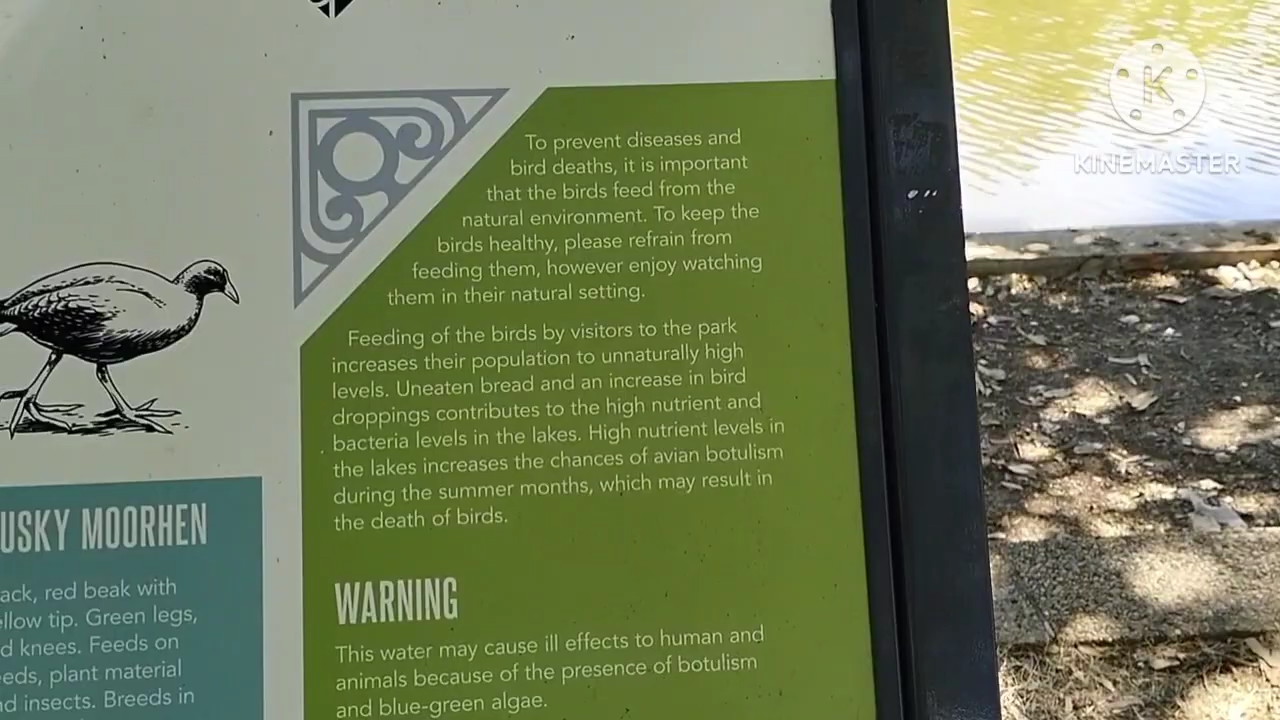 KINEMASTER
To prevent diseases and
bird deaths, it is important
that the birds feed from the
natural environment. To keep the
birds healthy, please refrain from
feeding them, however enjoy watching
them in their natural setting.
Feeding of the birds by visitors to the park
increases their population to unnaturally high
levels. Uneaten bread and an increase in bird
droppings contributes to the high nutrient and
bacteria levels in the lakes. High nutrient levels in
the lakes increases the chances of avian botulism
during the summer months, which may result in
the death of birds.
WARNING
This water may cause ill effects to human and
animals because of the presence of botulism
and blue-green algae.
USKY MOORHEN
ack, red beak with
ellow tip. Green legs,
d knees. Feeds on
eeds, plant material
nd insects. Breeds in